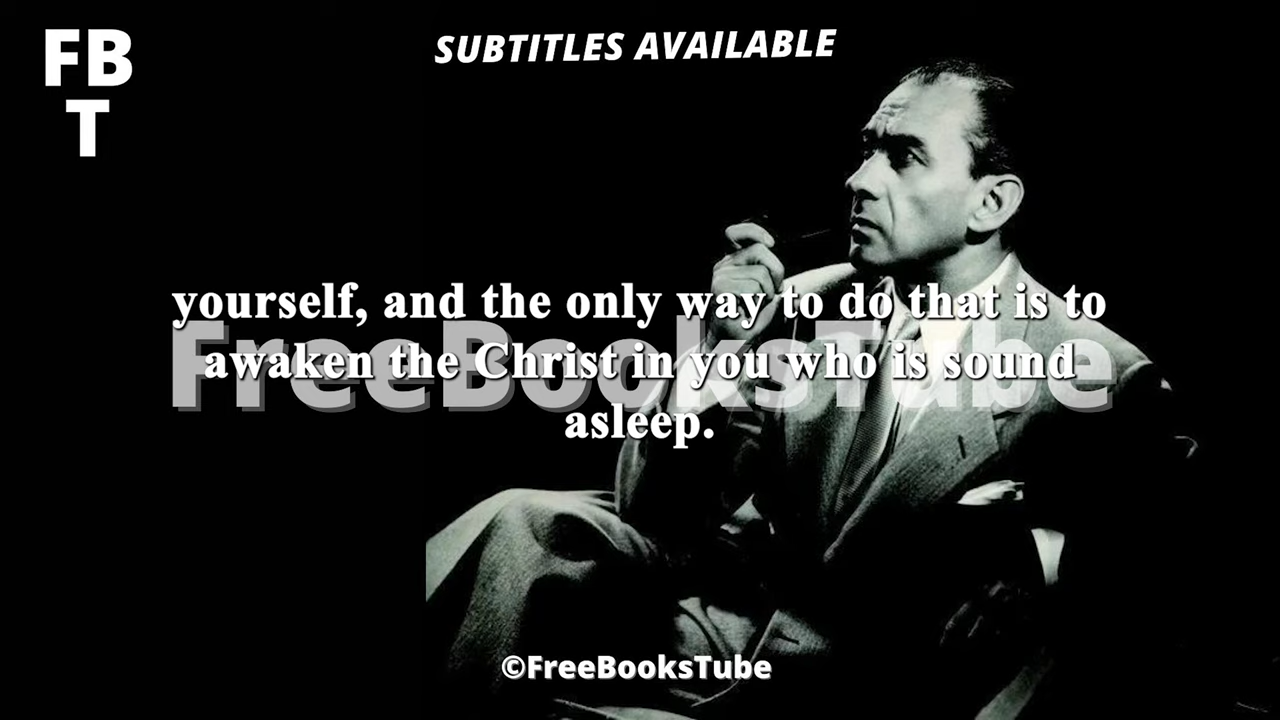 FB
T
SUBTITLES AVAILABLE
yourself, and the only way to do that is to
awaken the Christ in you who is sound
asleep.
FreeBooksTube
©FreeBooksTube